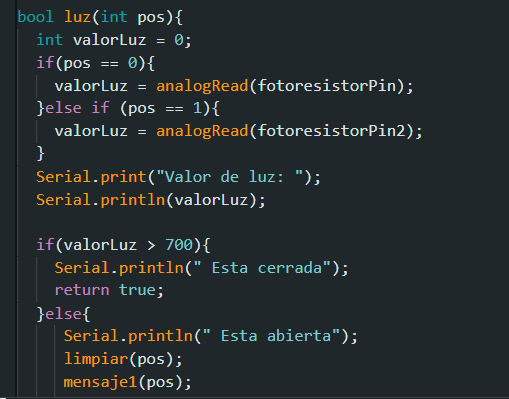 bool luz(int pos){
int valorLuz = 0;
if(pos == 0){
valorLuz = analogRead(fotoresistorPin);
}else if (pos == 1){
valorLuz = analogRead(fotoresistorPin2);
}
Serial.print("Valor de luz: ");
Serial.println(valorLuz);
if(valorLuz > 700){
Serial.println(" Esta cerrada");
return true;
}else{
Serial.println(" Esta abierta");
limpiar(pos);
mensaje1(pos);